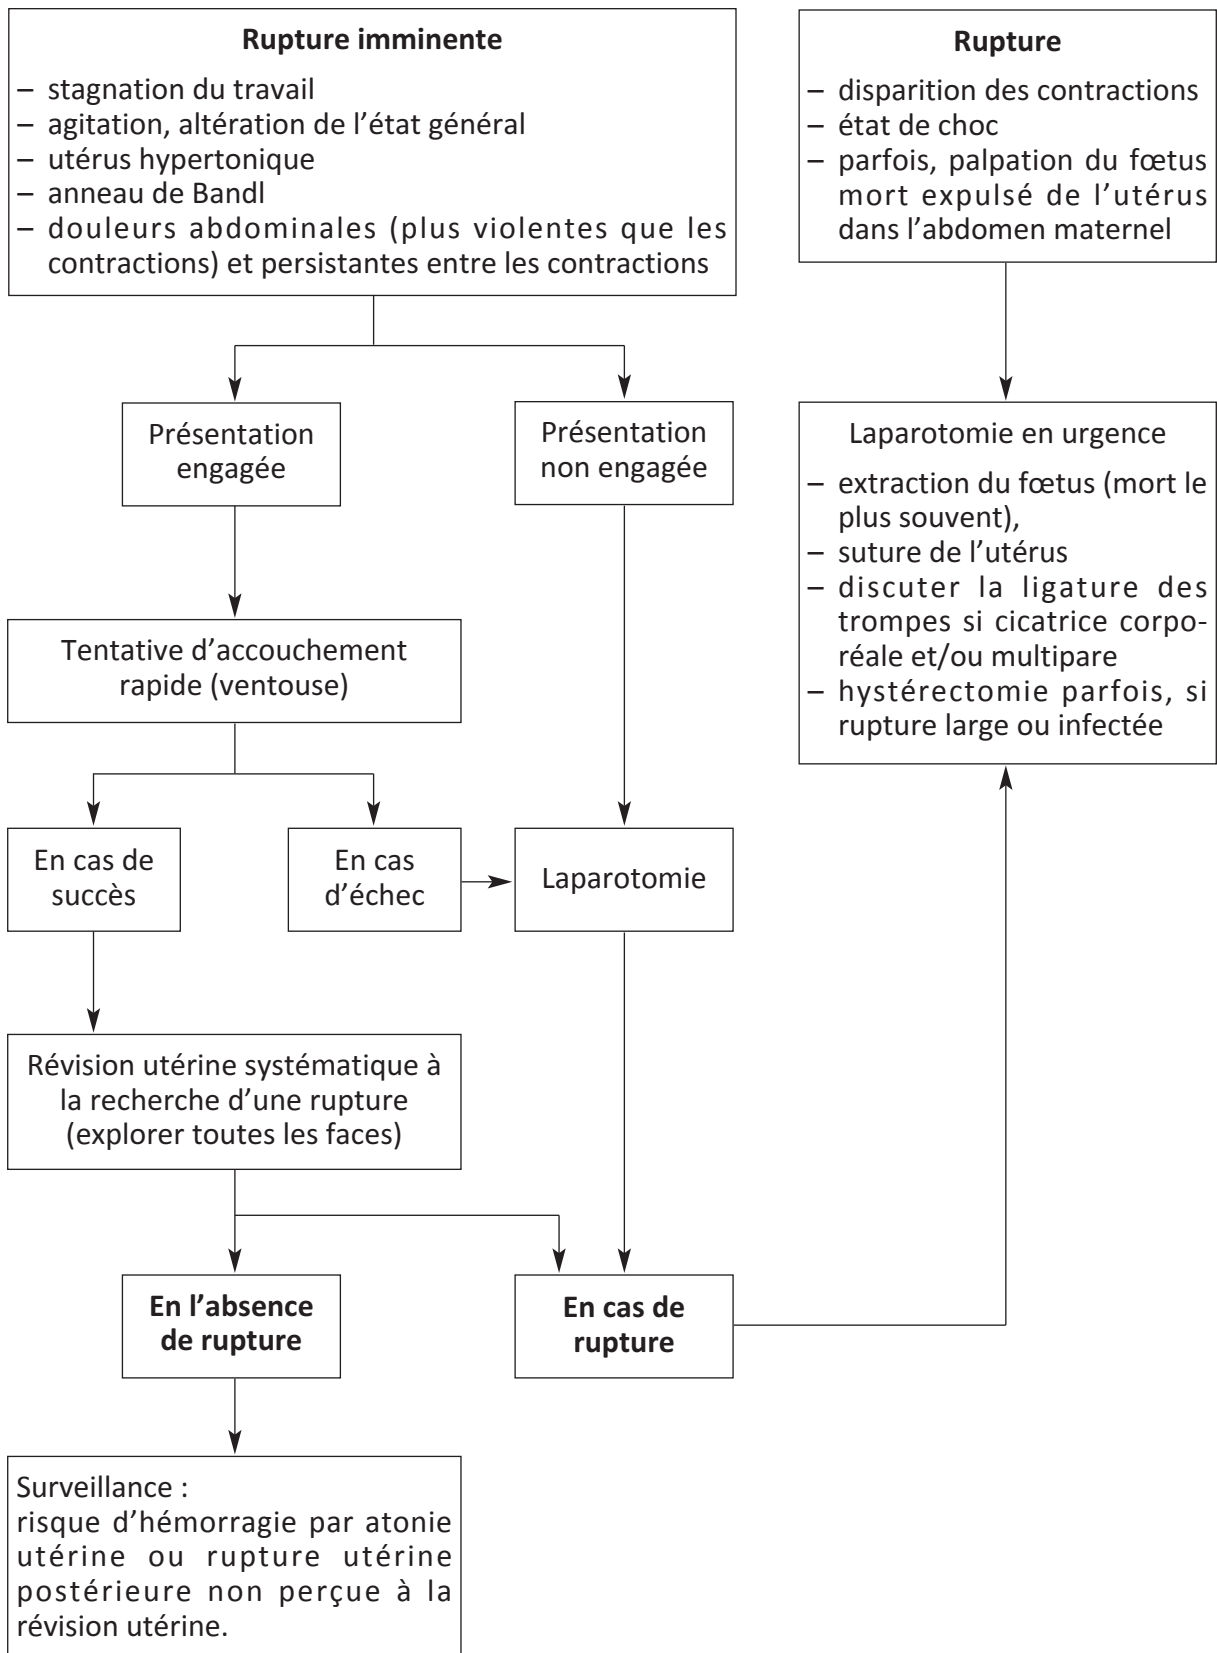 Rupture imminente
– stagnation du travail
– agitation, altération de l’état général
– utérus hypertonique
– anneau de Bandl
– douleurs abdominales (plus violentes que les
contractions) et persistantes entre les contractions
Rupture
– disparition des contractions
– état de choc
– parfois, palpation du fœtus
mort expulsé de l’utérus
dans l’abdomen maternel
Présentation
engagée
Présentation
non engagée
Laparotomie en urgence
– extraction du fœtus (mort le
plus souvent),
– suture de l’utérus
– discuter la ligature des
trompes si cicatrice corpo-
réale et/ou multipare
– hystérectomie parfois, si
rupture large ou infectée
Tentative d’accouchement
rapide (ventouse)
En cas de
succès
En cas
d’échec
Laparotomie
Révision utérine systématique à
la recherche d’une rupture
(explorer toutes les faces)
En l’absence
de rupture
En cas de
rupture
Surveillance :
risque d’hémorragie par atonie
utérine ou rupture utérine
postérieure non perçue à la
révision utérine.